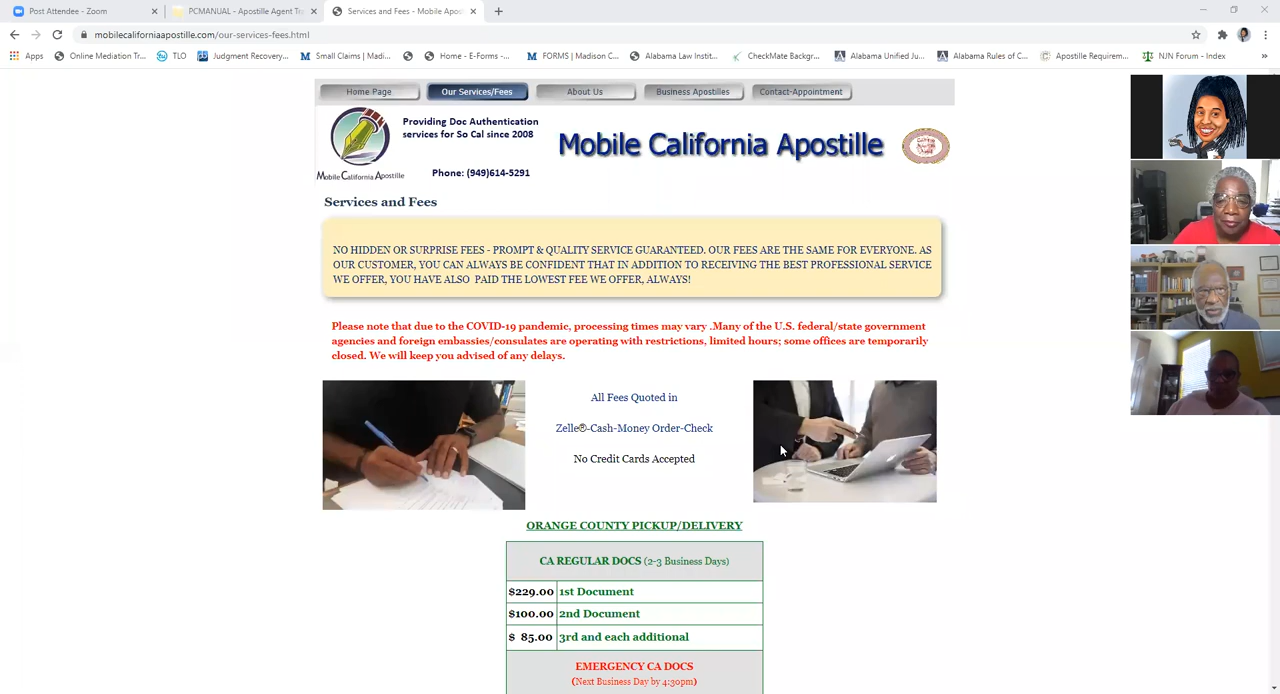 Post Attendee - Zoom
PCMANUAL - Apostille Agent Tra
Services and Fees - Mobile Apos
mobilecaliforniaapostille.com/our-services-fees.html
Apps
Online Mediation Tr...
TLO
Judgment Recovery...
Small Claims | Madi...
Home - E-Forms -...
FORMS | Madison C...
Alabama Law Insti...
CheckMate Backgr...
Alabama Unified Ju...
Alabama Rules of C...
Apostille Requirem...
NJN Forum - Index
»
Home Page
Our Services/Fees
About Us
Business Apostilles
Contact-Appointment
Providing Doc Authentication
services for So Cal since 2008
Mobile California Apostille
Mobile California Apostille
Phone: (949)614-5291
Services and Fees
NO HIDDEN OR SURPRISE FEES - PROMPT & QUALITY SERVICE GUARANTEED. OUR FEES ARE THE SAME FOR EVERYONE. AS
OUR CUSTOMER, YOU CAN ALWAYS BE CONFIDENT THAT IN ADDITION TO RECEIVING THE BEST PROFESSIONAL SERVICE
WE OFFER, YOU HAVE ALSO PAID THE LOWEST FEE WE OFFER, ALWAYS!
Please note that due to the COVID-19 pandemic, processing times may vary .Many of the U.S. federal/state government
agencies and foreign embassies/consulates are operating with restrictions, limited hours; some offices are temporarily
closed. We will keep you advised of any delays.
All Fees Quoted in
Zelle®-Cash-Money Order-Check
No Credit Cards Accepted
ORANGE COUNTY PICKUP/DELIVERY
CA REGULAR DOCS (2-3 Business Days)
$229.00 1st Document
$100.00 2nd Document
$ 85.00 3rd and each additional
EMERGENCY CA DOCS
(Next Business Day by 4:30pm)